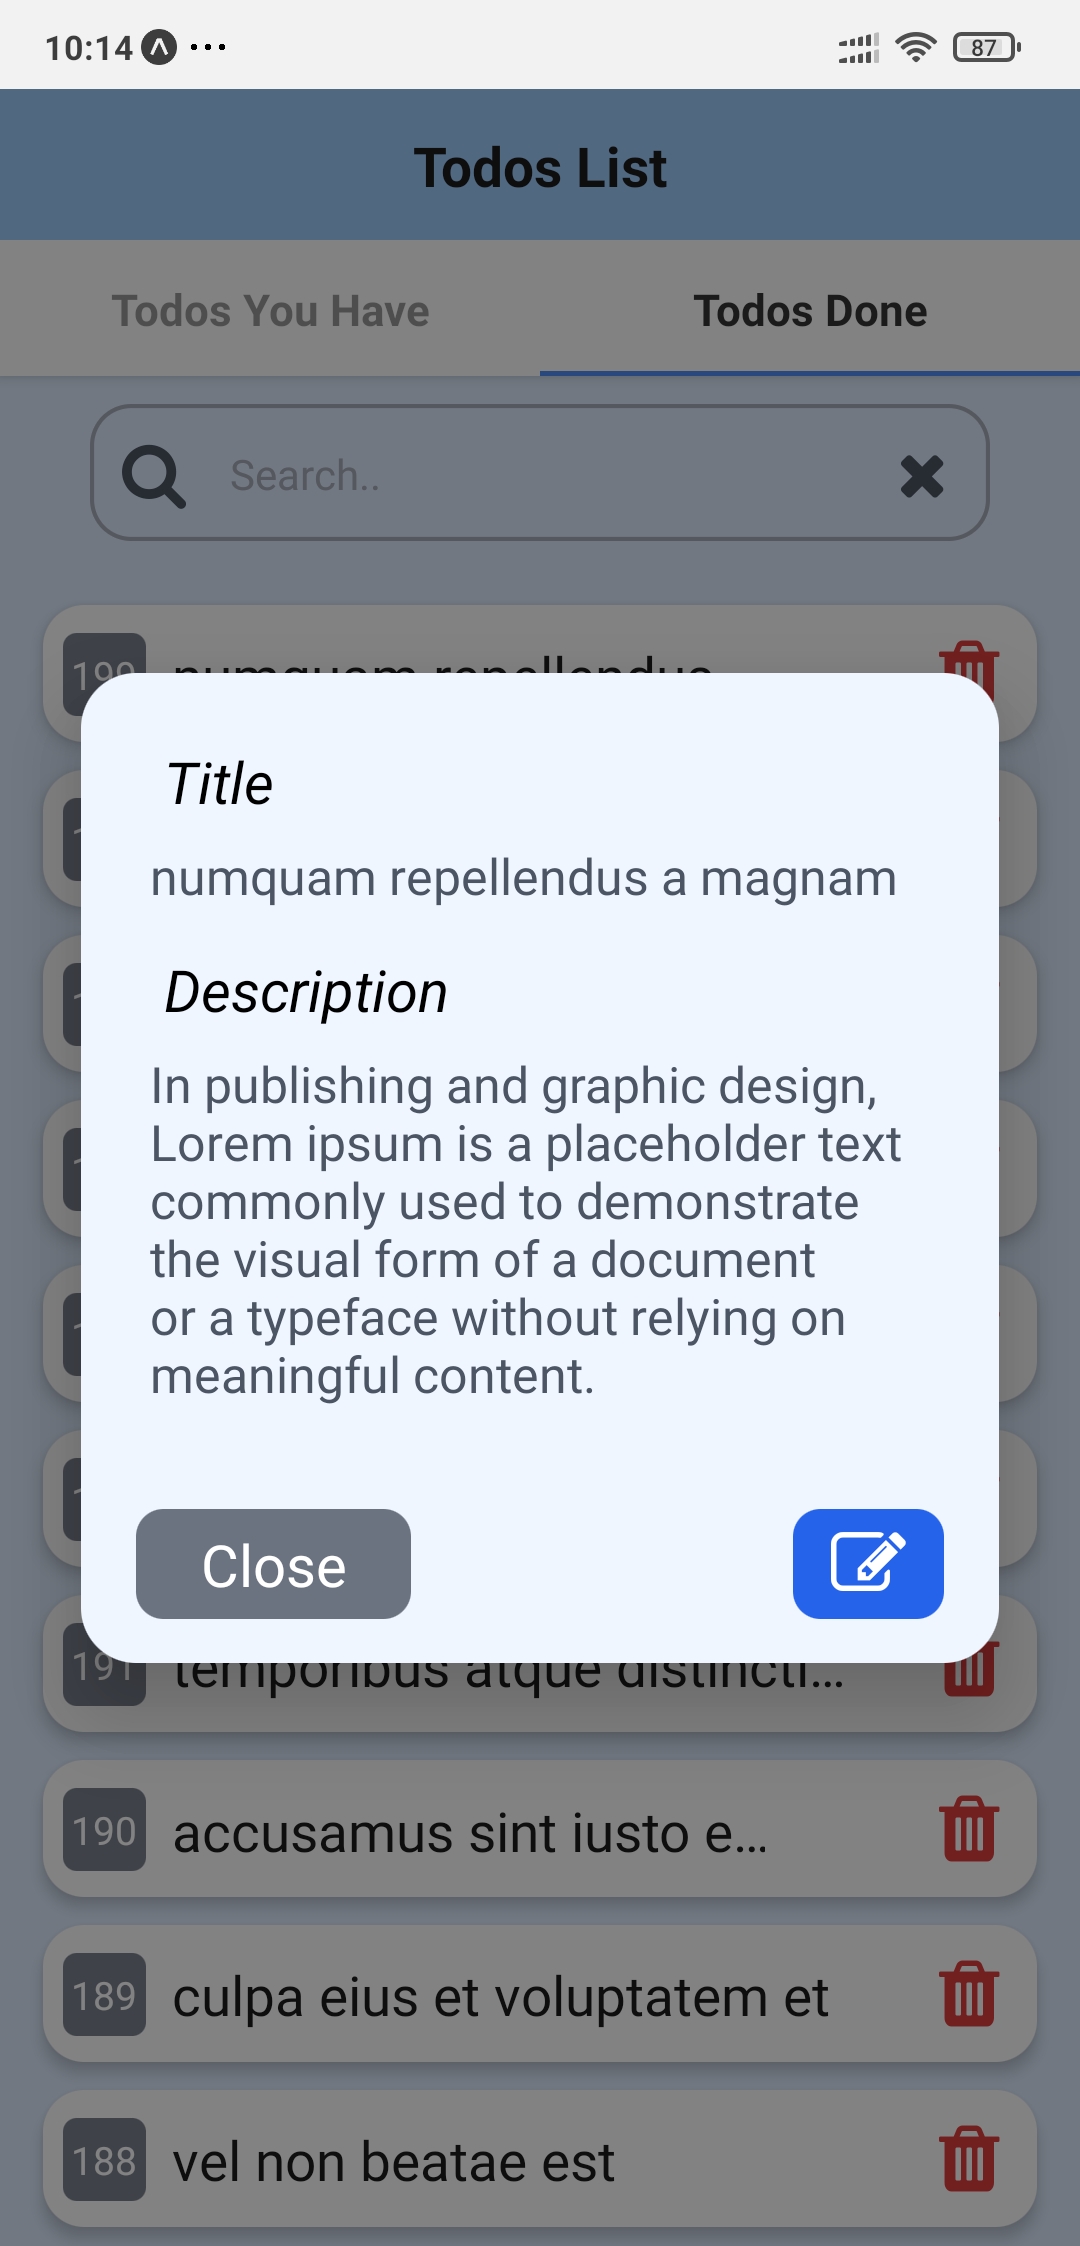 10:14
87
Todos List
Todos You Have Todos Done
Search..
199 numquam repellendus
Title
numquam repellendus a magnam
Description
In publishing and graphic design,
Lorem ipsum is a placeholder text
commonly used to demonstrate
the visual form of a document
or a typeface without relying on
meaningful content.
Close
191 temporibus atque distincti...
190 accusamus sint iusto e...
189 culpa eius et voluptatem et
188 vel non beatae est